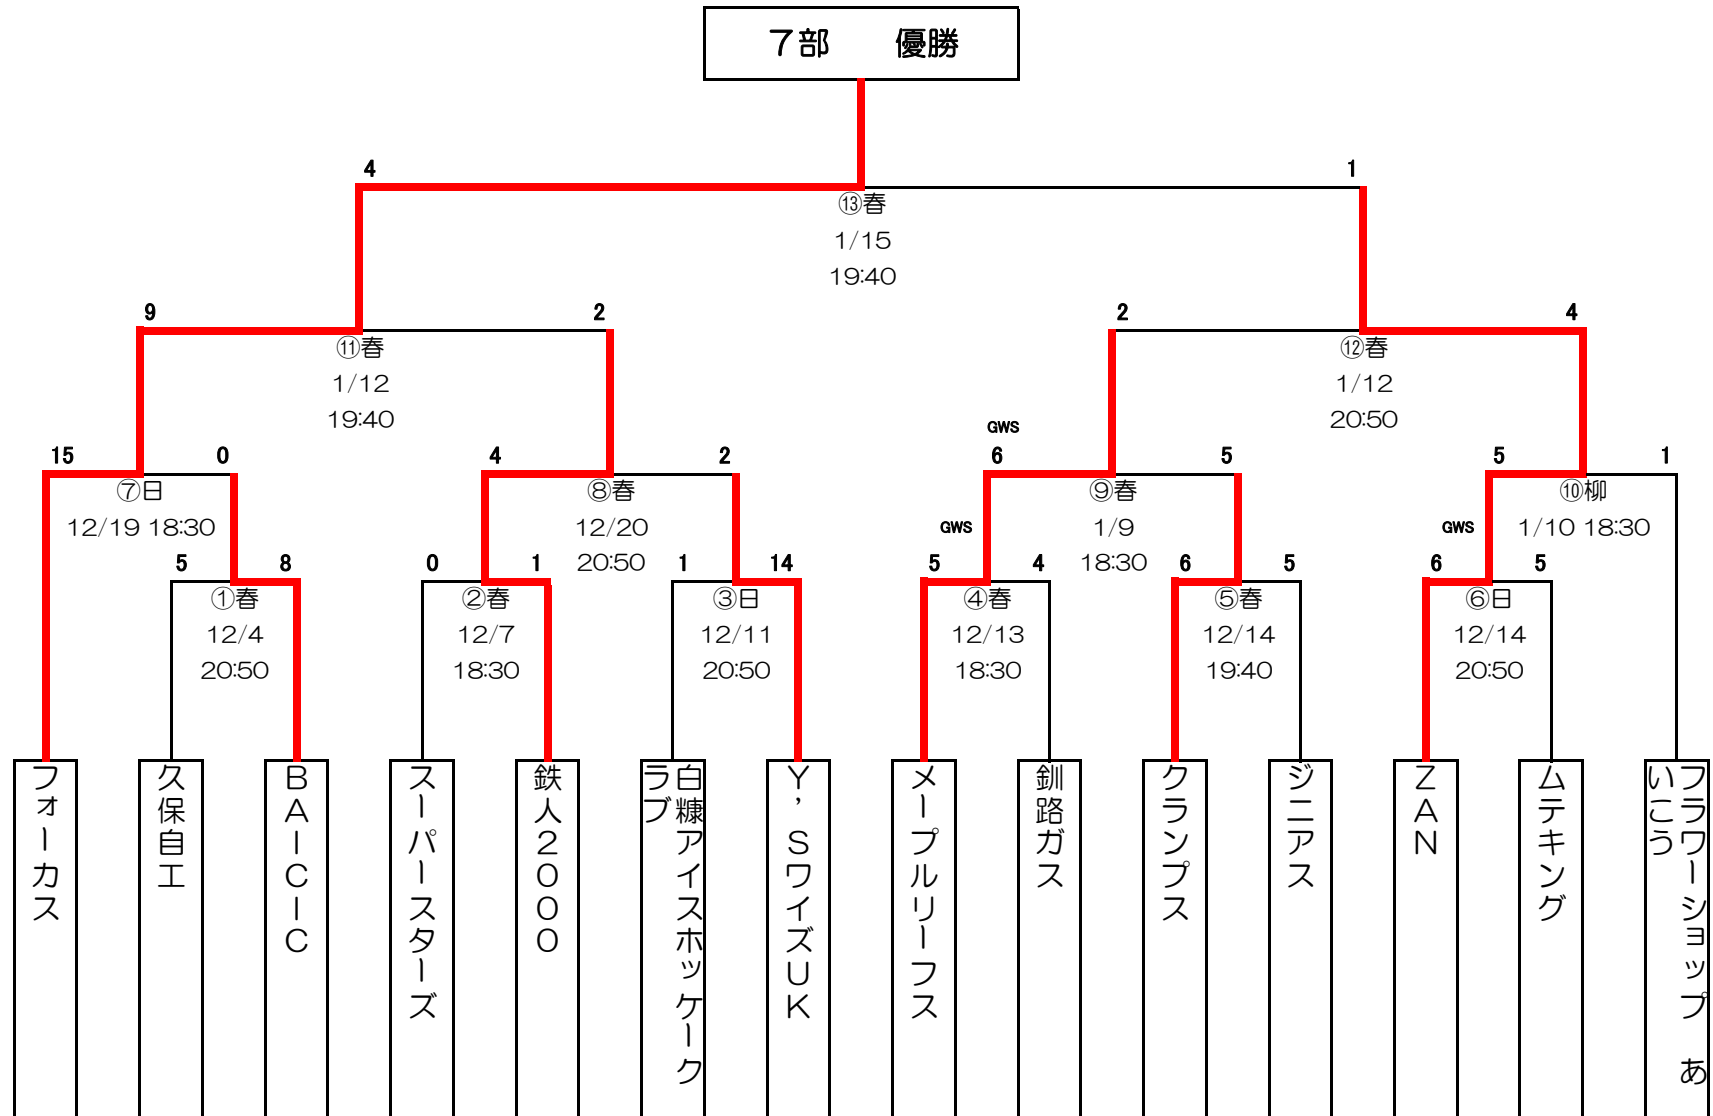 ７部　　優勝
4
1
⑬春
1/15
19:40
9
2
2
4
⑪春
1/12
19:40
⑫春
1/12
20:50
GWS
15
0
4
2
6
5
5
1
⑦日
12/19 18:30
⑧春
12/20
20:50
⑨春
1/9
18:30
⑩柳
1/10 18:30
GWS
GWS
5
8
0
1
1
14
5
4
6
5
6
5
①春
12/4
20:50
②春
12/7
18:30
③日
12/11
20:50
④春
12/13
18:30
⑤春
12/14
19:40
⑥日
12/14
20:50
フォーカス
久保自工
ＢＡＩＣＩＣ
スーパースターズ
鉄人２０００
白糠アイスホッケーク
ラブ
Ｙ’Ｓワイズ ＵＫ
メープルリーフス
釧路ガス
クランプス
ジニアス
ＺＡＮ
ムテキング
フラワーショップ　あ
いこう